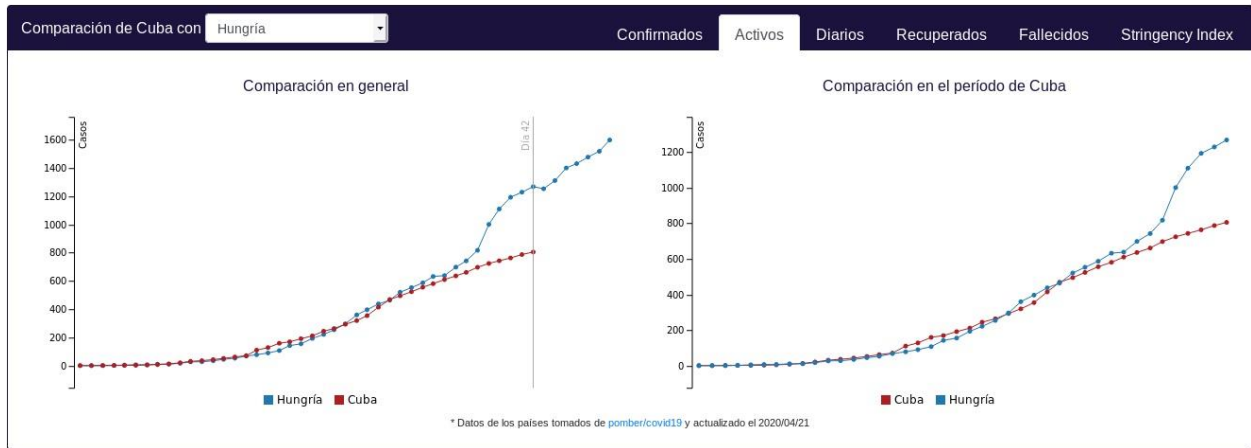 Comparación de Cuba con Hungría
Confirmados Activos Diarios Recuperados Fallecidos Stringency Index
Comparación en general
Casos
1600
1400
1200
1000
800
600
400
200
0
Día 42
Hungría Cuba
Comparación en el período de Cuba
Casos
1200
1000
800
600
400
200
0
Cuba Hungría
* Datos de los países tomados de pomber/covid19 y actualizado el 2020/04/21